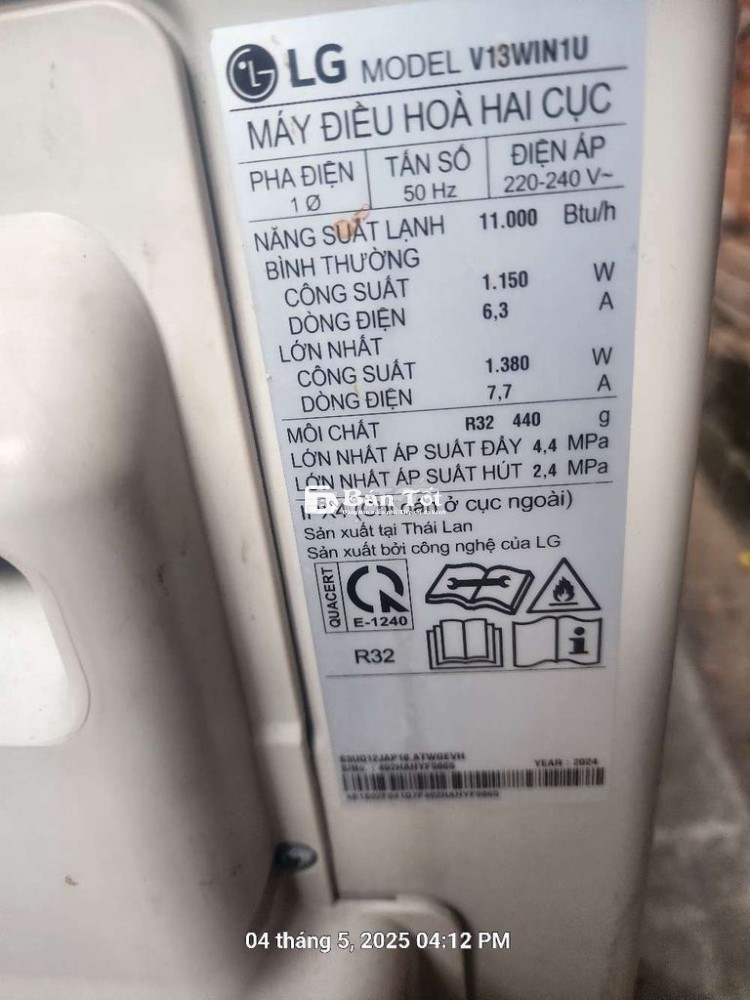 LG MODEL V13WIN1U
MÁY ĐIỀU HOÀ HAI CỤC
PHA ĐIỆN TẦN SỐ ĐIỆN ÁP
1 Ø 50 Hz 220-240 V~
NĂNG SUẤT LẠNH 11.000 Btu/h
BÌNH THƯỜNG
CÔNG SUẤT 1.150 W
DÒNG ĐIỆN 6,3 A
LỚN NHẤT
CÔNG SUẤT 1.380 W
DÒNG ĐIỆN 7,7 A
MÔI CHẤT R32 440 g
LỚN NHẤT ÁP SUẤT ĐẨY 4,4 MPa
LỚN NHẤT ÁP SUẤT HÚT 2,4 MPa
Bán Tốt
IPX4 ở cục ngoài)
Sản xuất tại Thái Lan
Sản xuất bởi công nghệ của LG
QUACERT
E-1240
R32
YEAR : 2024
04 tháng 5, 2025 04:12 PM